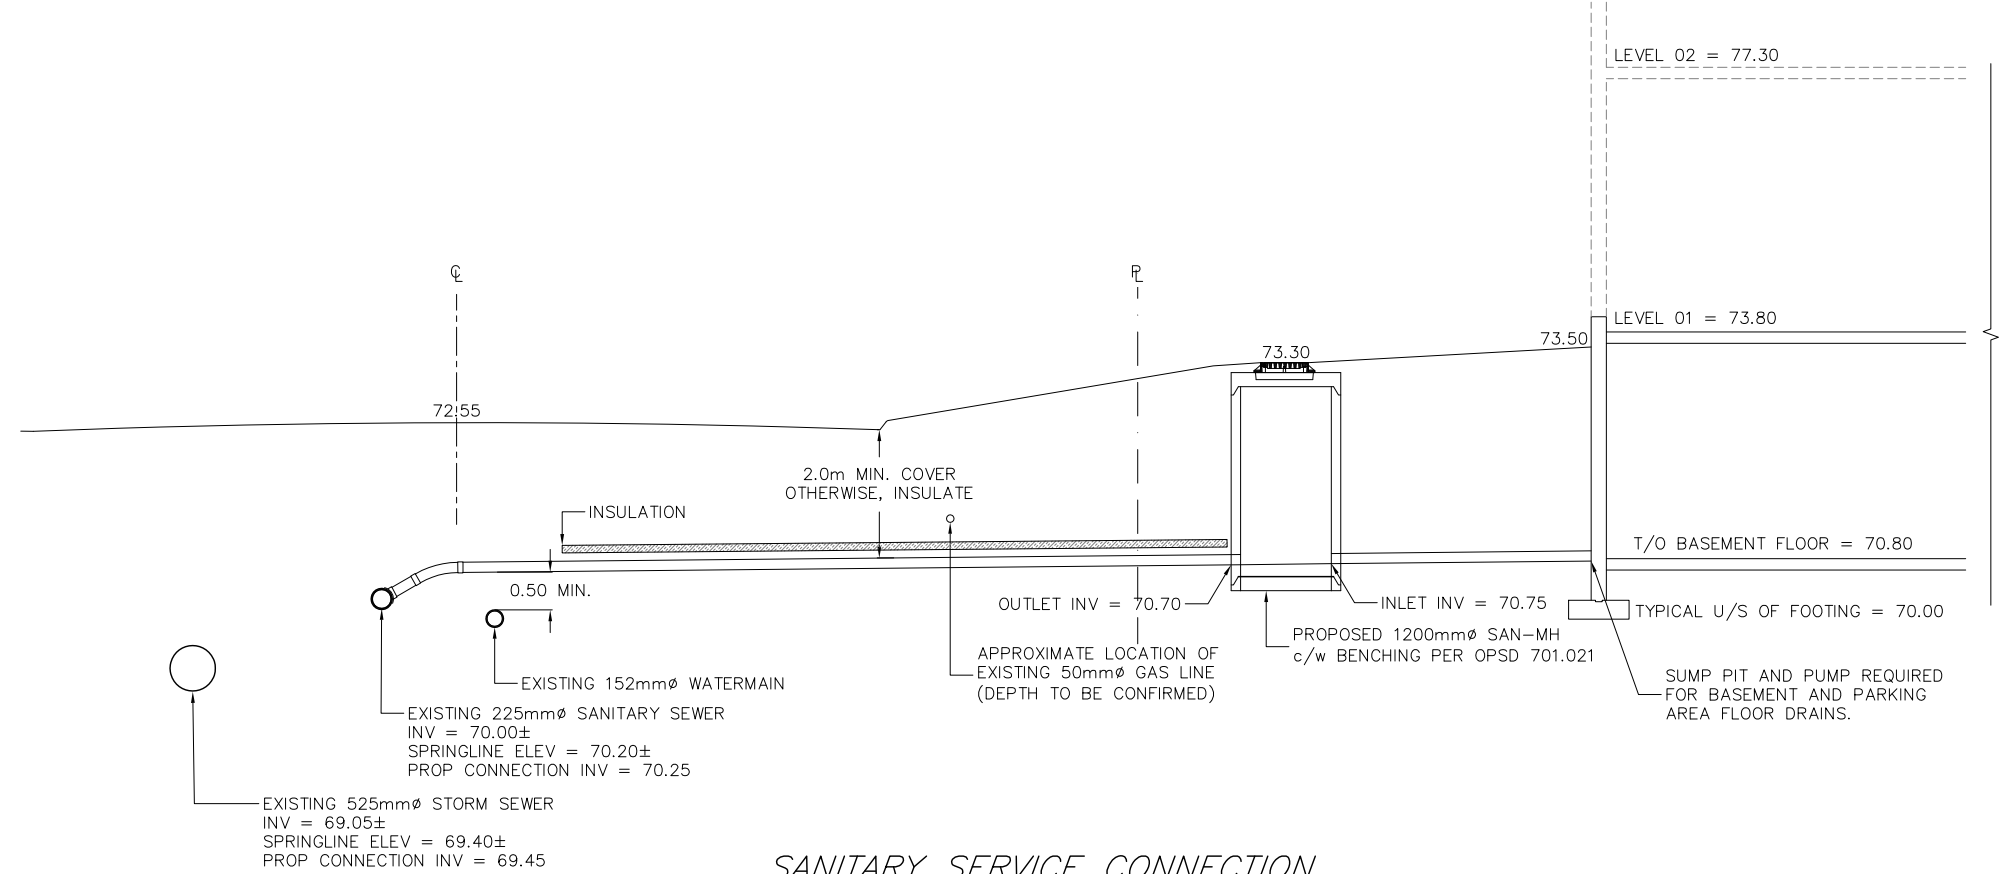 LEVEL 02 = 77.30
℄
PL
LEVEL 01 = 73.80
73.50
73.30
72.55
2.0m MIN. COVER
OTHERWISE, INSULATE
INSULATION
T/O BASEMENT FLOOR = 70.80
0.50 MIN.
OUTLET INV = 70.70
INLET INV = 70.75
TYPICAL U/S OF FOOTING = 70.00
PROPOSED 1200mmø SAN-MH
c/w BENCHING PER OPSD 701.021
APPROXIMATE LOCATION OF
EXISTING 50mmø GAS LINE
(DEPTH TO BE CONFIRMED)
SUMP PIT AND PUMP REQUIRED
FOR BASEMENT AND PARKING
AREA FLOOR DRAINS.
EXISTING 152mmø WATERMAIN
EXISTING 225mmø SANITARY SEWER
INV = 70.00±
SPRINGLINE ELEV = 70.20±
PROP CONNECTION INV = 70.25
EXISTING 525mmø STORM SEWER
INV = 69.05±
SPRINGLINE ELEV = 69.40±
PROP CONNECTION INV = 69.45
SANITARY SERVICE CONNECTION